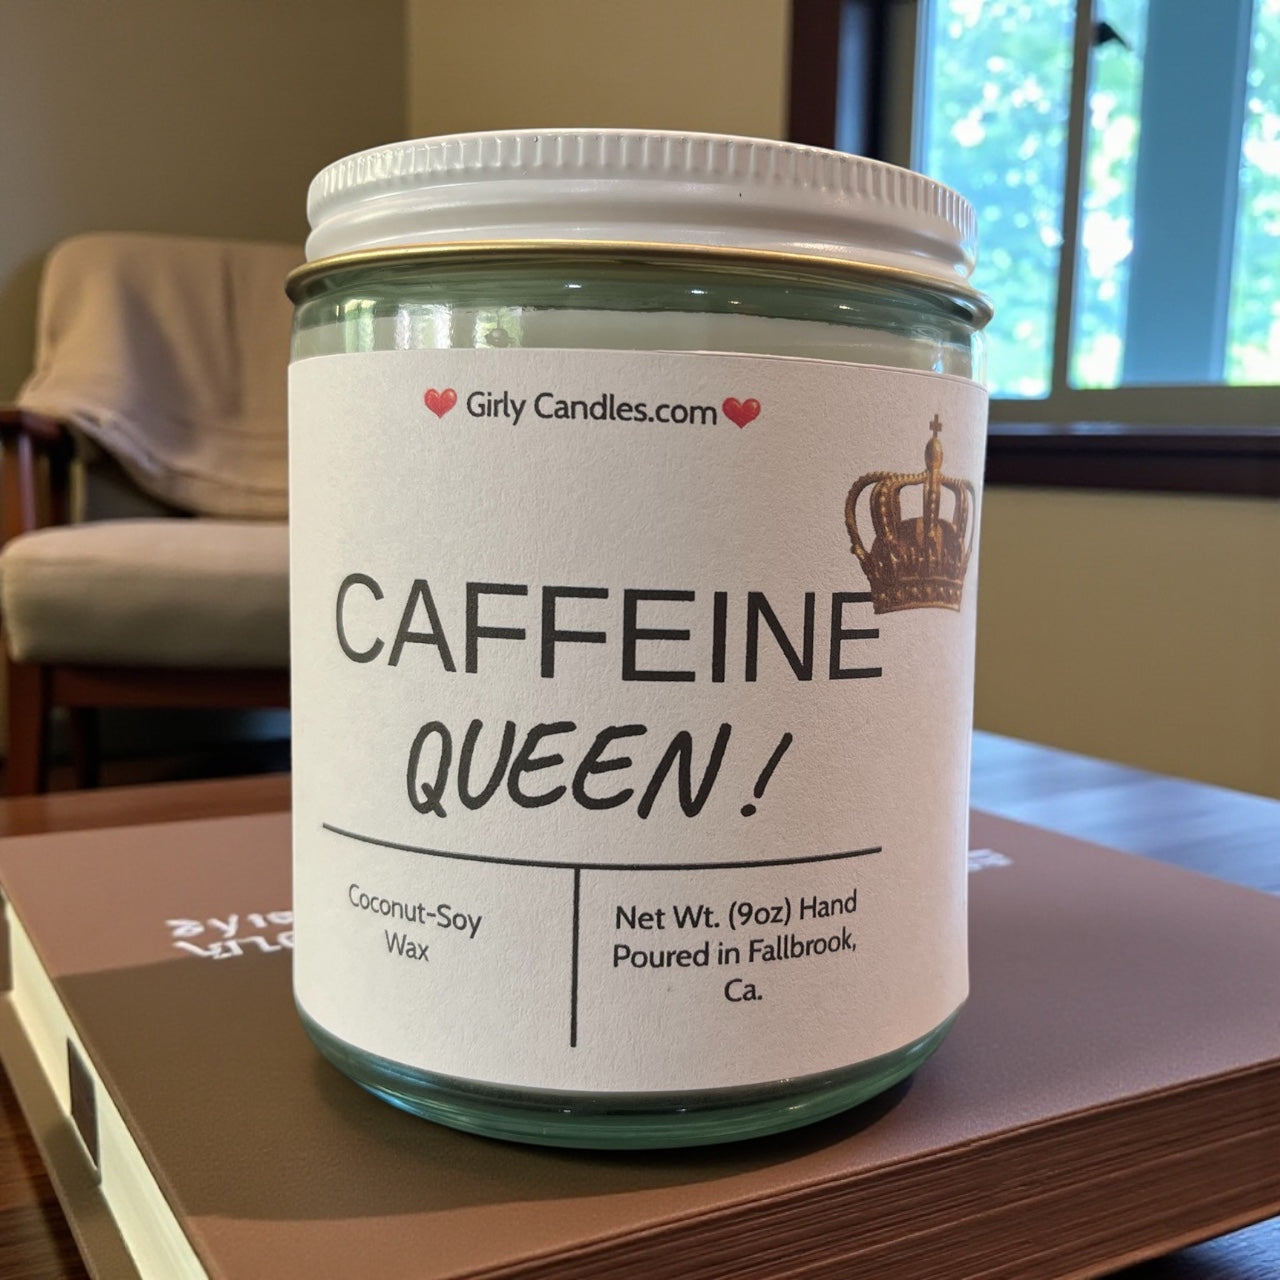 ❤ Girly Candles.com ❤
CAFFEINE
QUEEN!
Coconut-Soy
Wax
Net Wt. (9oz) Hand
Poured in Fallbrook,
Ca.